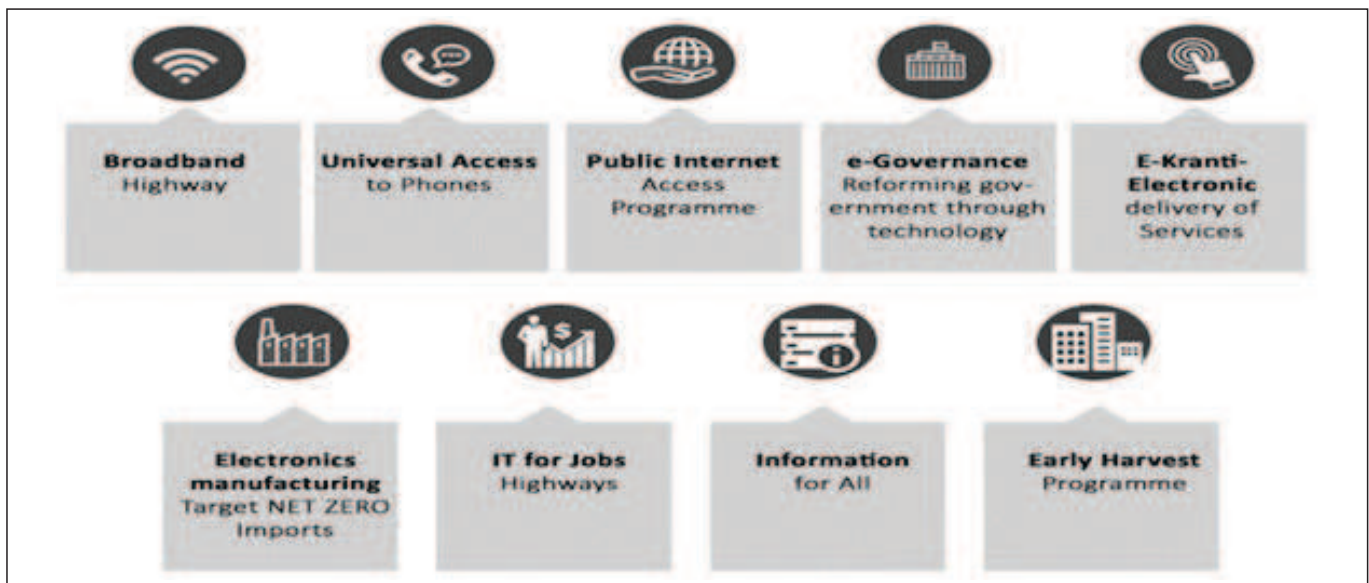 Broadband
Highway
Universal Access
to Phones
Public Internet
Access
Programme
e-Governance
Reforming gov-
ernment through
technology
E-Kranti-
Electronic
delivery of
Services
Electronics
manufacturing
Target NET ZERO
Imports
$
IT for Jobs
Highways
i
Information
for All
Early Harvest
Programme